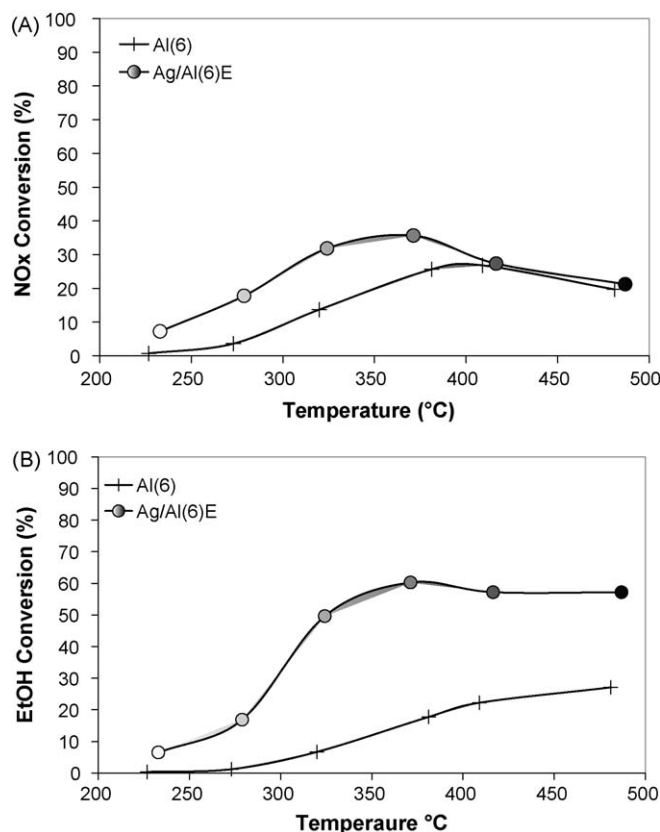 (A)
Al(6)
Ag/Al(6)E
NOx Conversion (%)
100
90
80
70
60
50
40
30
20
10
0
200 250 300 350 400 450 500
Temperature (°C)
(B)
Al(6)
Ag/Al(6)E
EtOH Conversion (%)
100
90
80
70
60
50
40
30
20
10
0
200 250 300 350 400 450 500
Temperaure °C